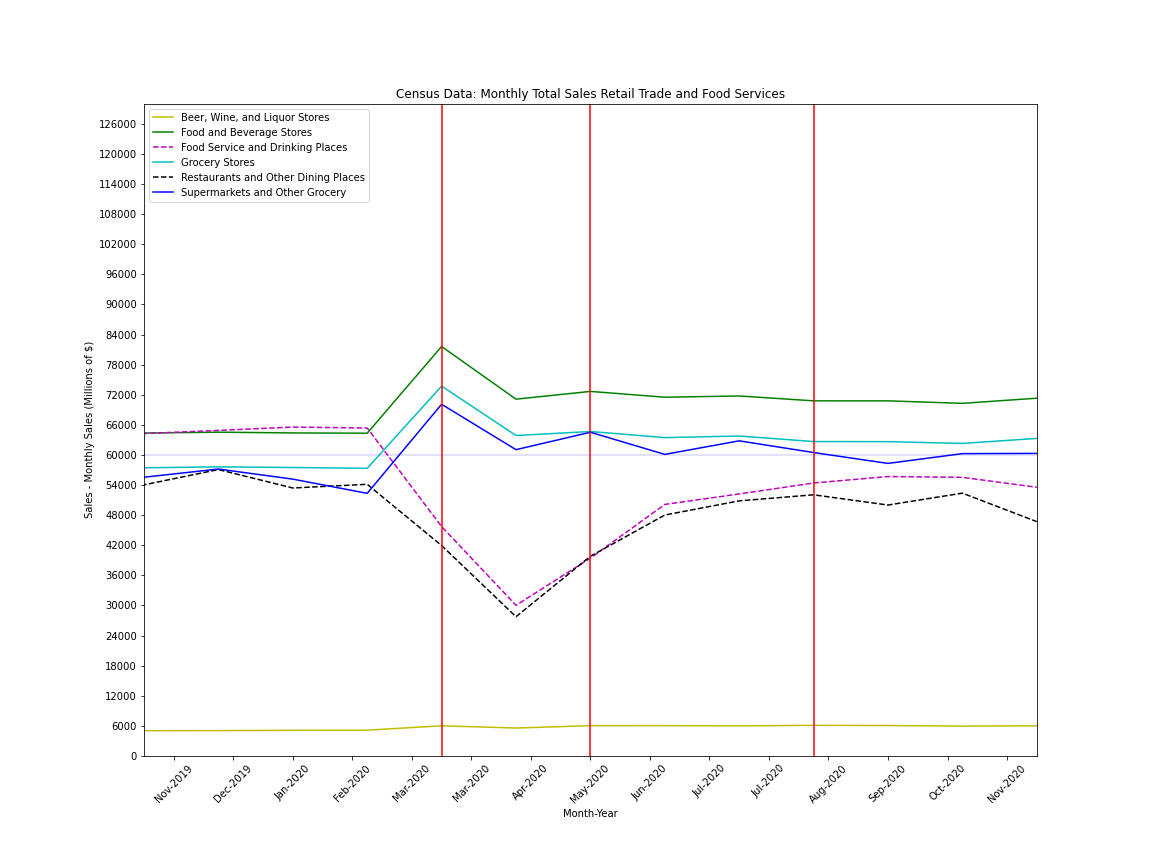 Census Data: Monthly Total Sales Retail Trade and Food Services
Beer, Wine, and Liquor Stores
Food and Beverage Stores
Food Service and Drinking Places
Grocery Stores
Restaurants and Other Dining Places
Supermarkets and Other Grocery
126000
120000
114000
108000
102000
96000
90000
84000
78000
72000
66000
60000
54000
48000
42000
36000
30000
24000
18000
12000
6000
0
Sales - Monthly Sales (Millions of $)
Nov-2019
Dec-2019
Jan-2020
Feb-2020
Mar-2020
Mar-2020
Apr-2020
May-2020
Jun-2020
Jul-2020
Jul-2020
Aug-2020
Sep-2020
Oct-2020
Nov-2020
Month-Year